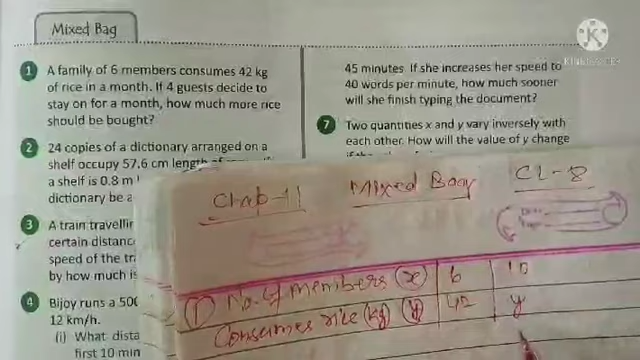 Mixed Bag
1 A family of 6 members consumes 42 kg
of rice in a month. If 4 guests decide to
stay on for a month, how much more rice
should be bought?
2 24 copies of a dictionary arranged on a
shelf occupy 57.6 cm length of
a shelf is 0.8 m
dictionary be a
3 A train travellin
certain distanc
speed of the tra
by how much is
4 Bijoy runs a 500
12 km/h.
(i) What dista
first 10 min
45 minutes. If she increases her speed to
40 words per minute, how much sooner
will she finish typing the document?
7 Two quantities x and y vary inversely with
each other. How will the value of y change
Chap-11 Mixed Bag CL-8
(1) No. of members (x) 6 10
Consumes rice (kg) (y) 42 y